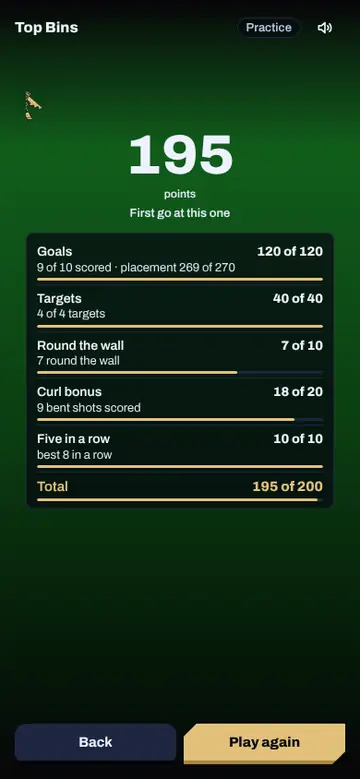 Top Bins
Practice
195
points
First go at this one
Goals 120 of 120
9 of 10 scored · placement 269 of 270
Targets 40 of 40
4 of 4 targets
Round the wall 7 of 10
7 round the wall
Curl bonus 18 of 20
9 bent shots scored
Five in a row 10 of 10
best 8 in a row
Total 195 of 200
Back
Play again